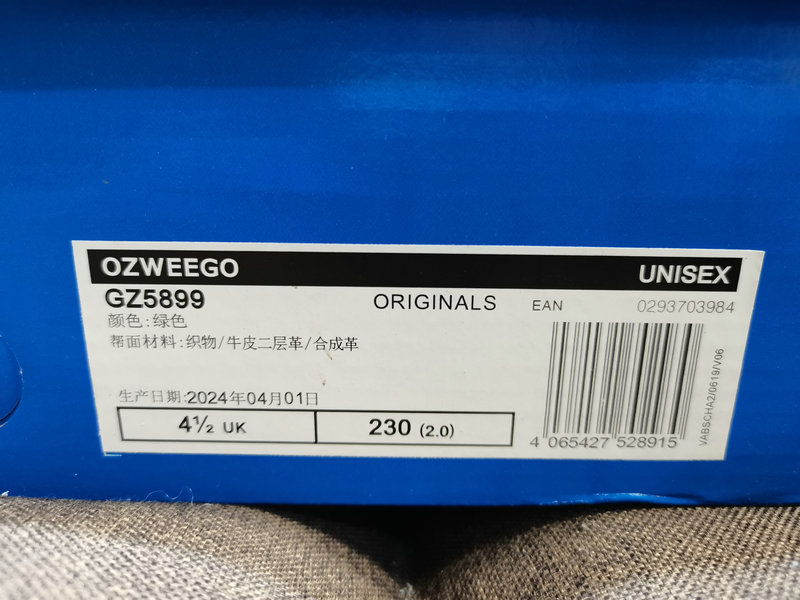 OZWEEGO UNISEX
GZ5899 ORIGINALS EAN 0293703984
颜色:绿色
帮面材料:织物/牛皮二层革/合成革
生产日期:2024年04月01日
4½ UK 230 (2.0)
4 065427 528915
VABSCHA2/0619/V06